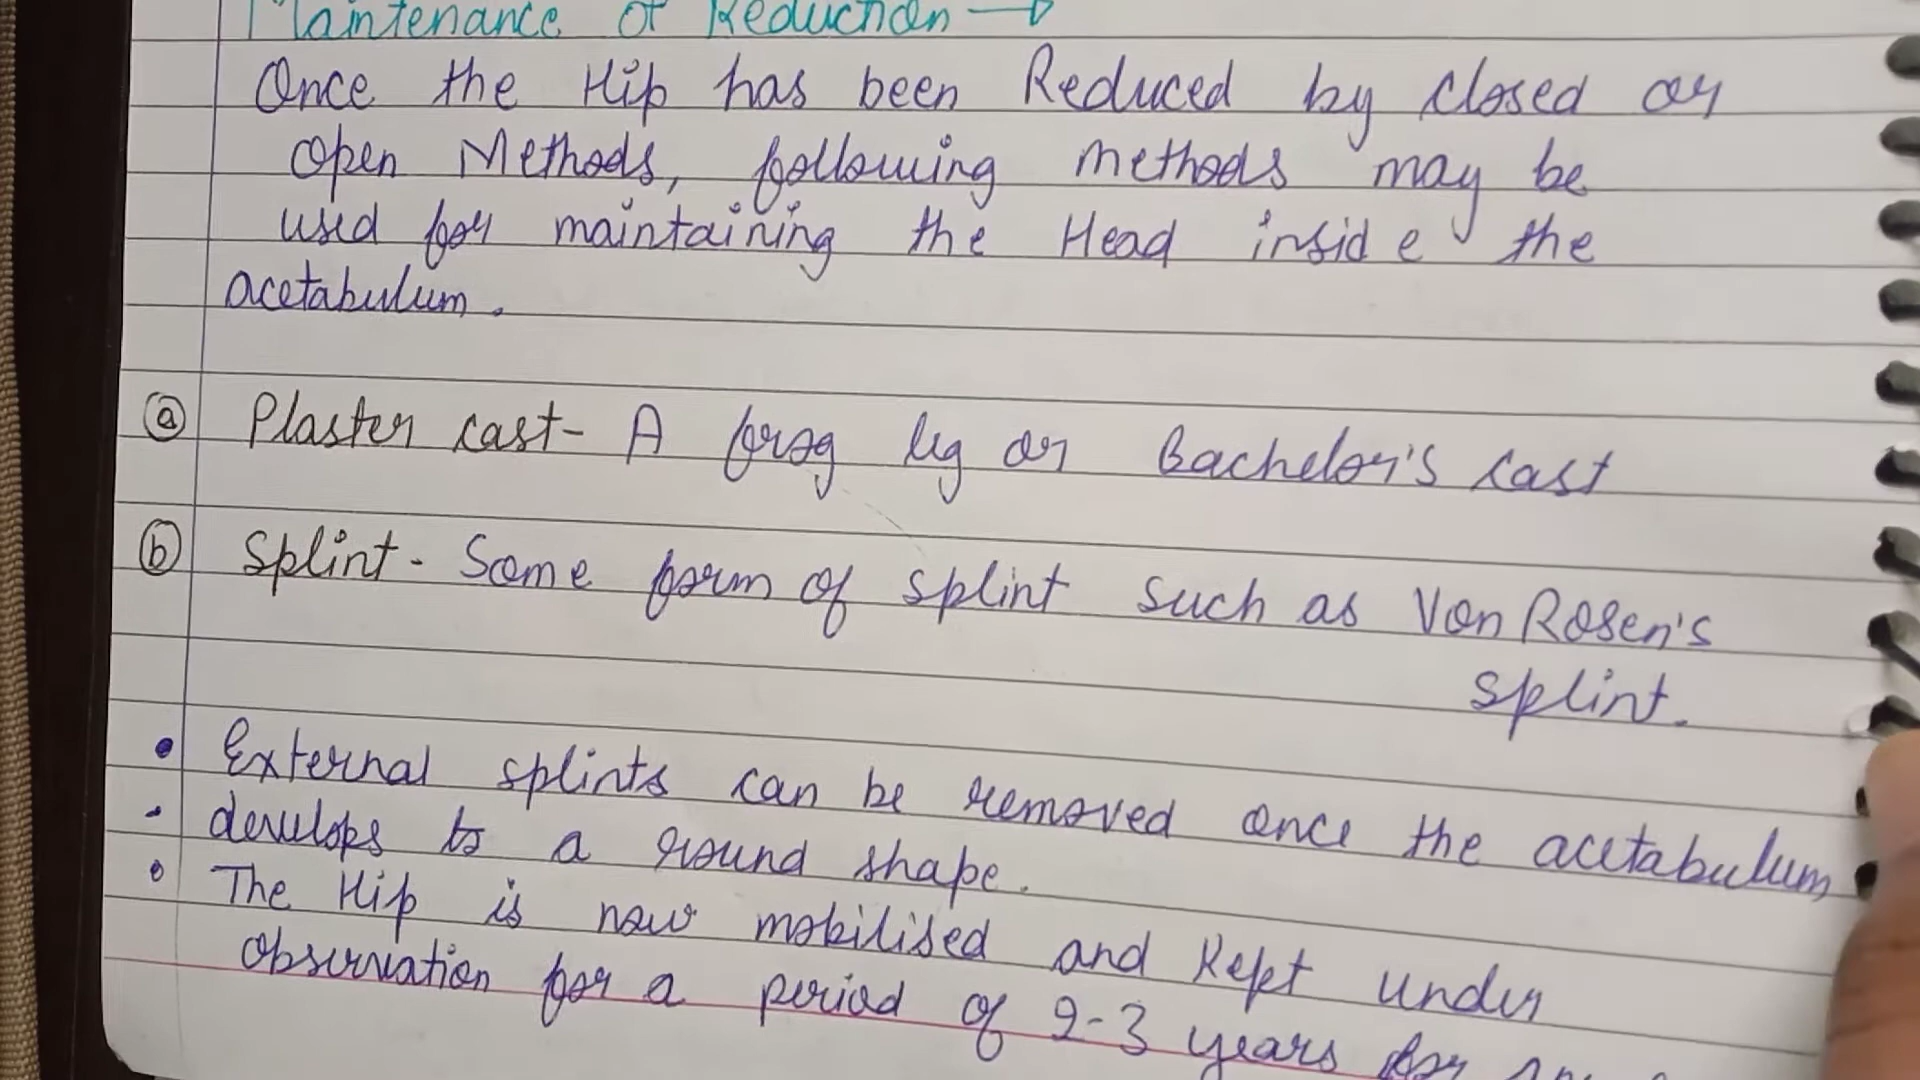 Maintenance of Reduction →
Once the Hip has been Reduced by closed or
open Methods, following methods may be
used for maintaining the Head inside the
acetabulum.
ⓐ Plaster cast- A frog leg or Bachelor's cast
ⓑ Splint- Some form of splint such as Von Rosen's
splint.
• External splints can be removed once the acetabulum
• develops to a round shape.
• The Hip is now mobilised and Kept under
observation for a period of 2-3 years for